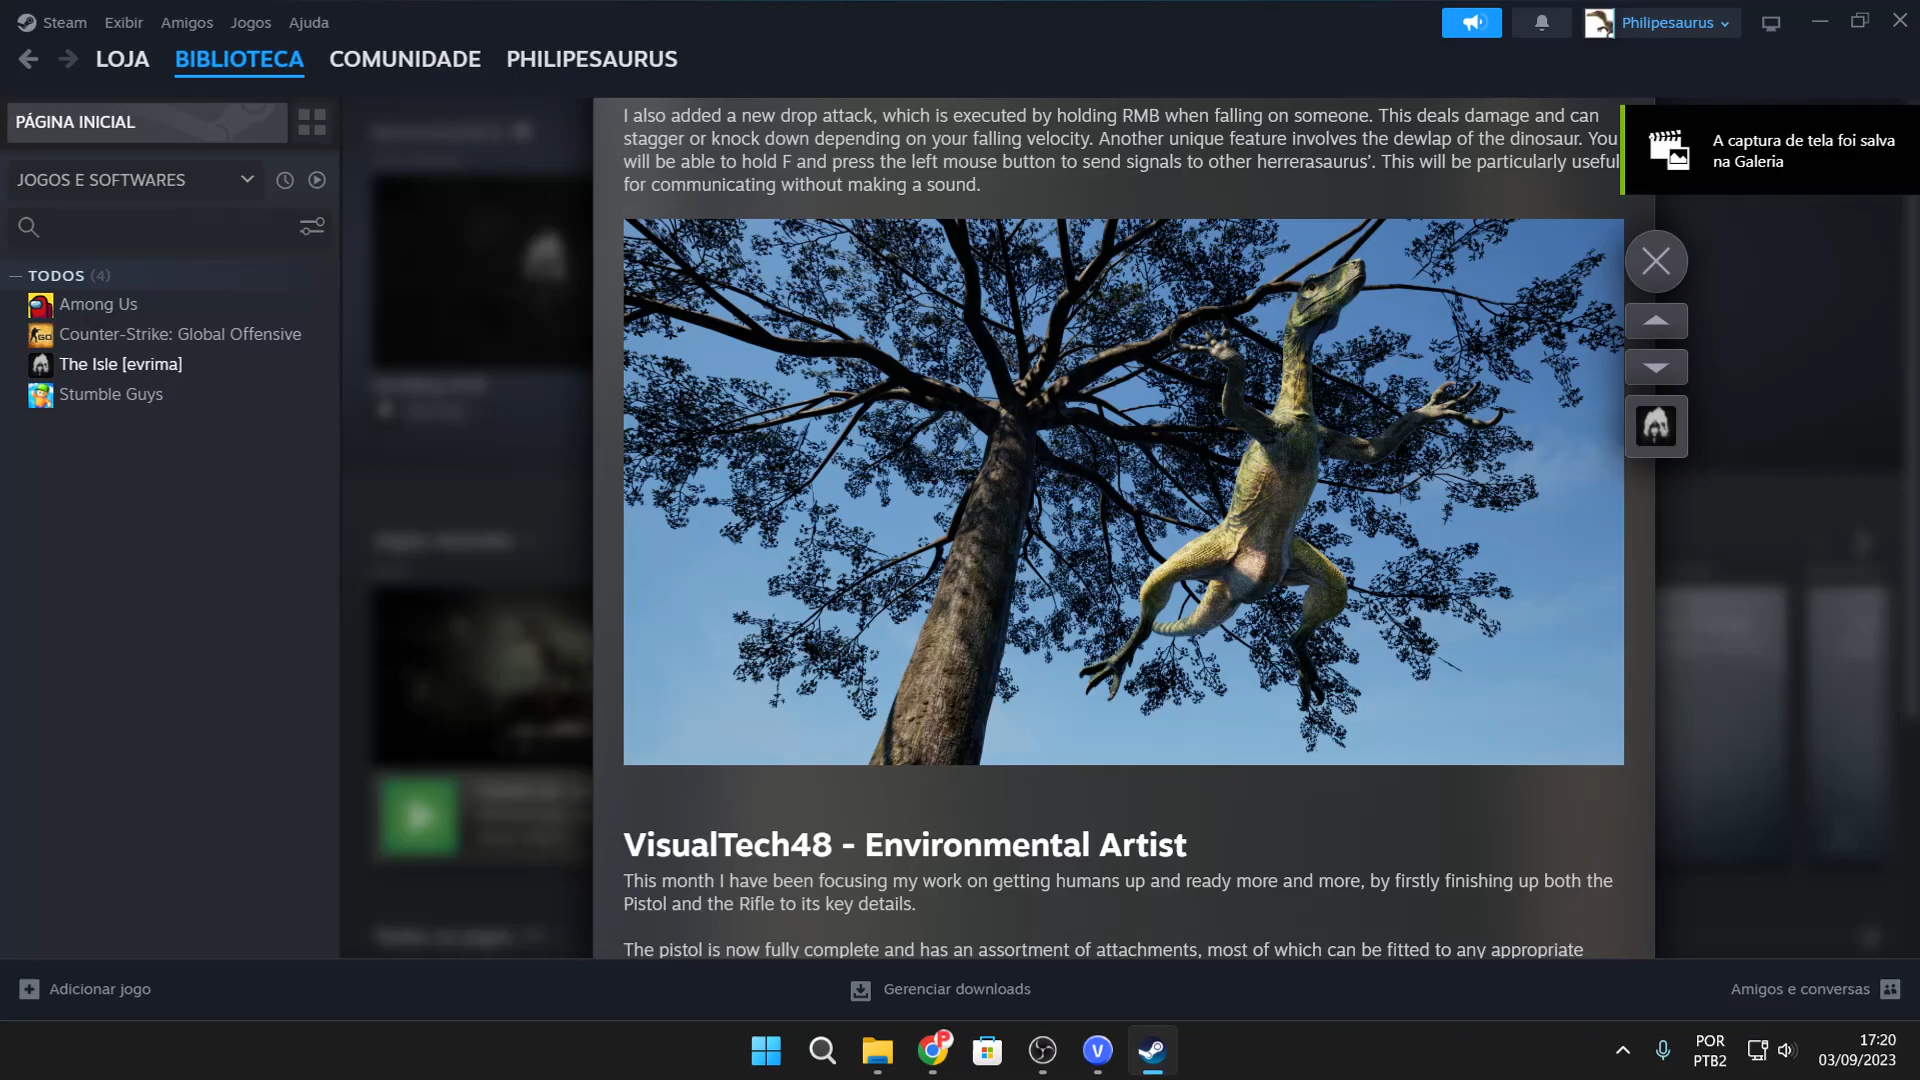 Steam Exibir Amigos Jogos Ajuda
Philipesaurus
LOJA BIBLIOTECA COMUNIDADE PHILIPESAURUS
PÁGINA INICIAL
JOGOS E SOFTWARES
TODOS (4)
Among Us
Counter-Strike: Global Offensive
The Isle [evrima]
Stumble Guys
I also added a new drop attack, which is executed by holding RMB when falling on someone. This deals damage and can
stagger or knock down depending on your falling velocity. Another unique feature involves the dewlap of the dinosaur. You
will be able to hold F and press the left mouse button to send signals to other herrerasaurus'. This will be particularly useful
for communicating without making a sound.
A captura de tela foi salva
na Galeria
VisualTech48 - Environmental Artist
This month I have been focusing my work on getting humans up and ready more and more, by firstly finishing up both the
Pistol and the Rifle to its key details.
The pistol is now fully complete and has an assortment of attachments, most of which can be fitted to any appropriate
Adicionar jogo
Gerenciar downloads
Amigos e conversas
POR
PTB2
17:20
03/09/2023